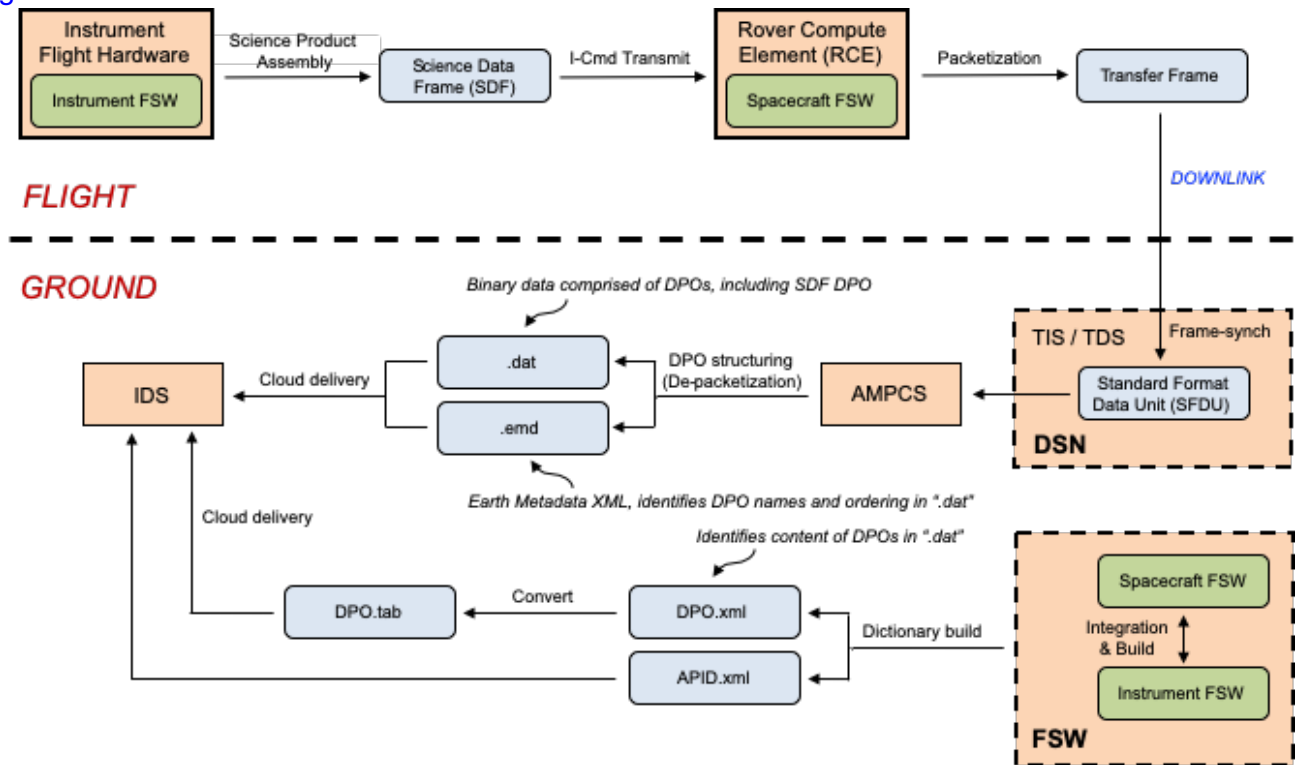 g
Instrument
Flight Hardware
Instrument FSW
Science Product
Assembly
Science Data
Frame (SDF)
I-Cmd Transmit
Rover Compute
Element (RCE)
Spacecraft FSW
Packetization
Transfer Frame
DOWNLINK
FLIGHT
GROUND
Binary data comprised of DPOs, including SDF DPO
TIS / TDS
Frame-synch
Standard Format
Data Unit (SFDU)
DSN
AMPCS
DPO structuring
(De-packetization)
.dat
.emd
Cloud delivery
IDS
Earth Metadata XML, identifies DPO names and ordering in “.dat”
Cloud delivery
Identifies content of DPOs in “.dat”
DPO.tab
Convert
DPO.xml
APID.xml
Dictionary build
Spacecraft FSW
Integration
& Build
Instrument FSW
FSW